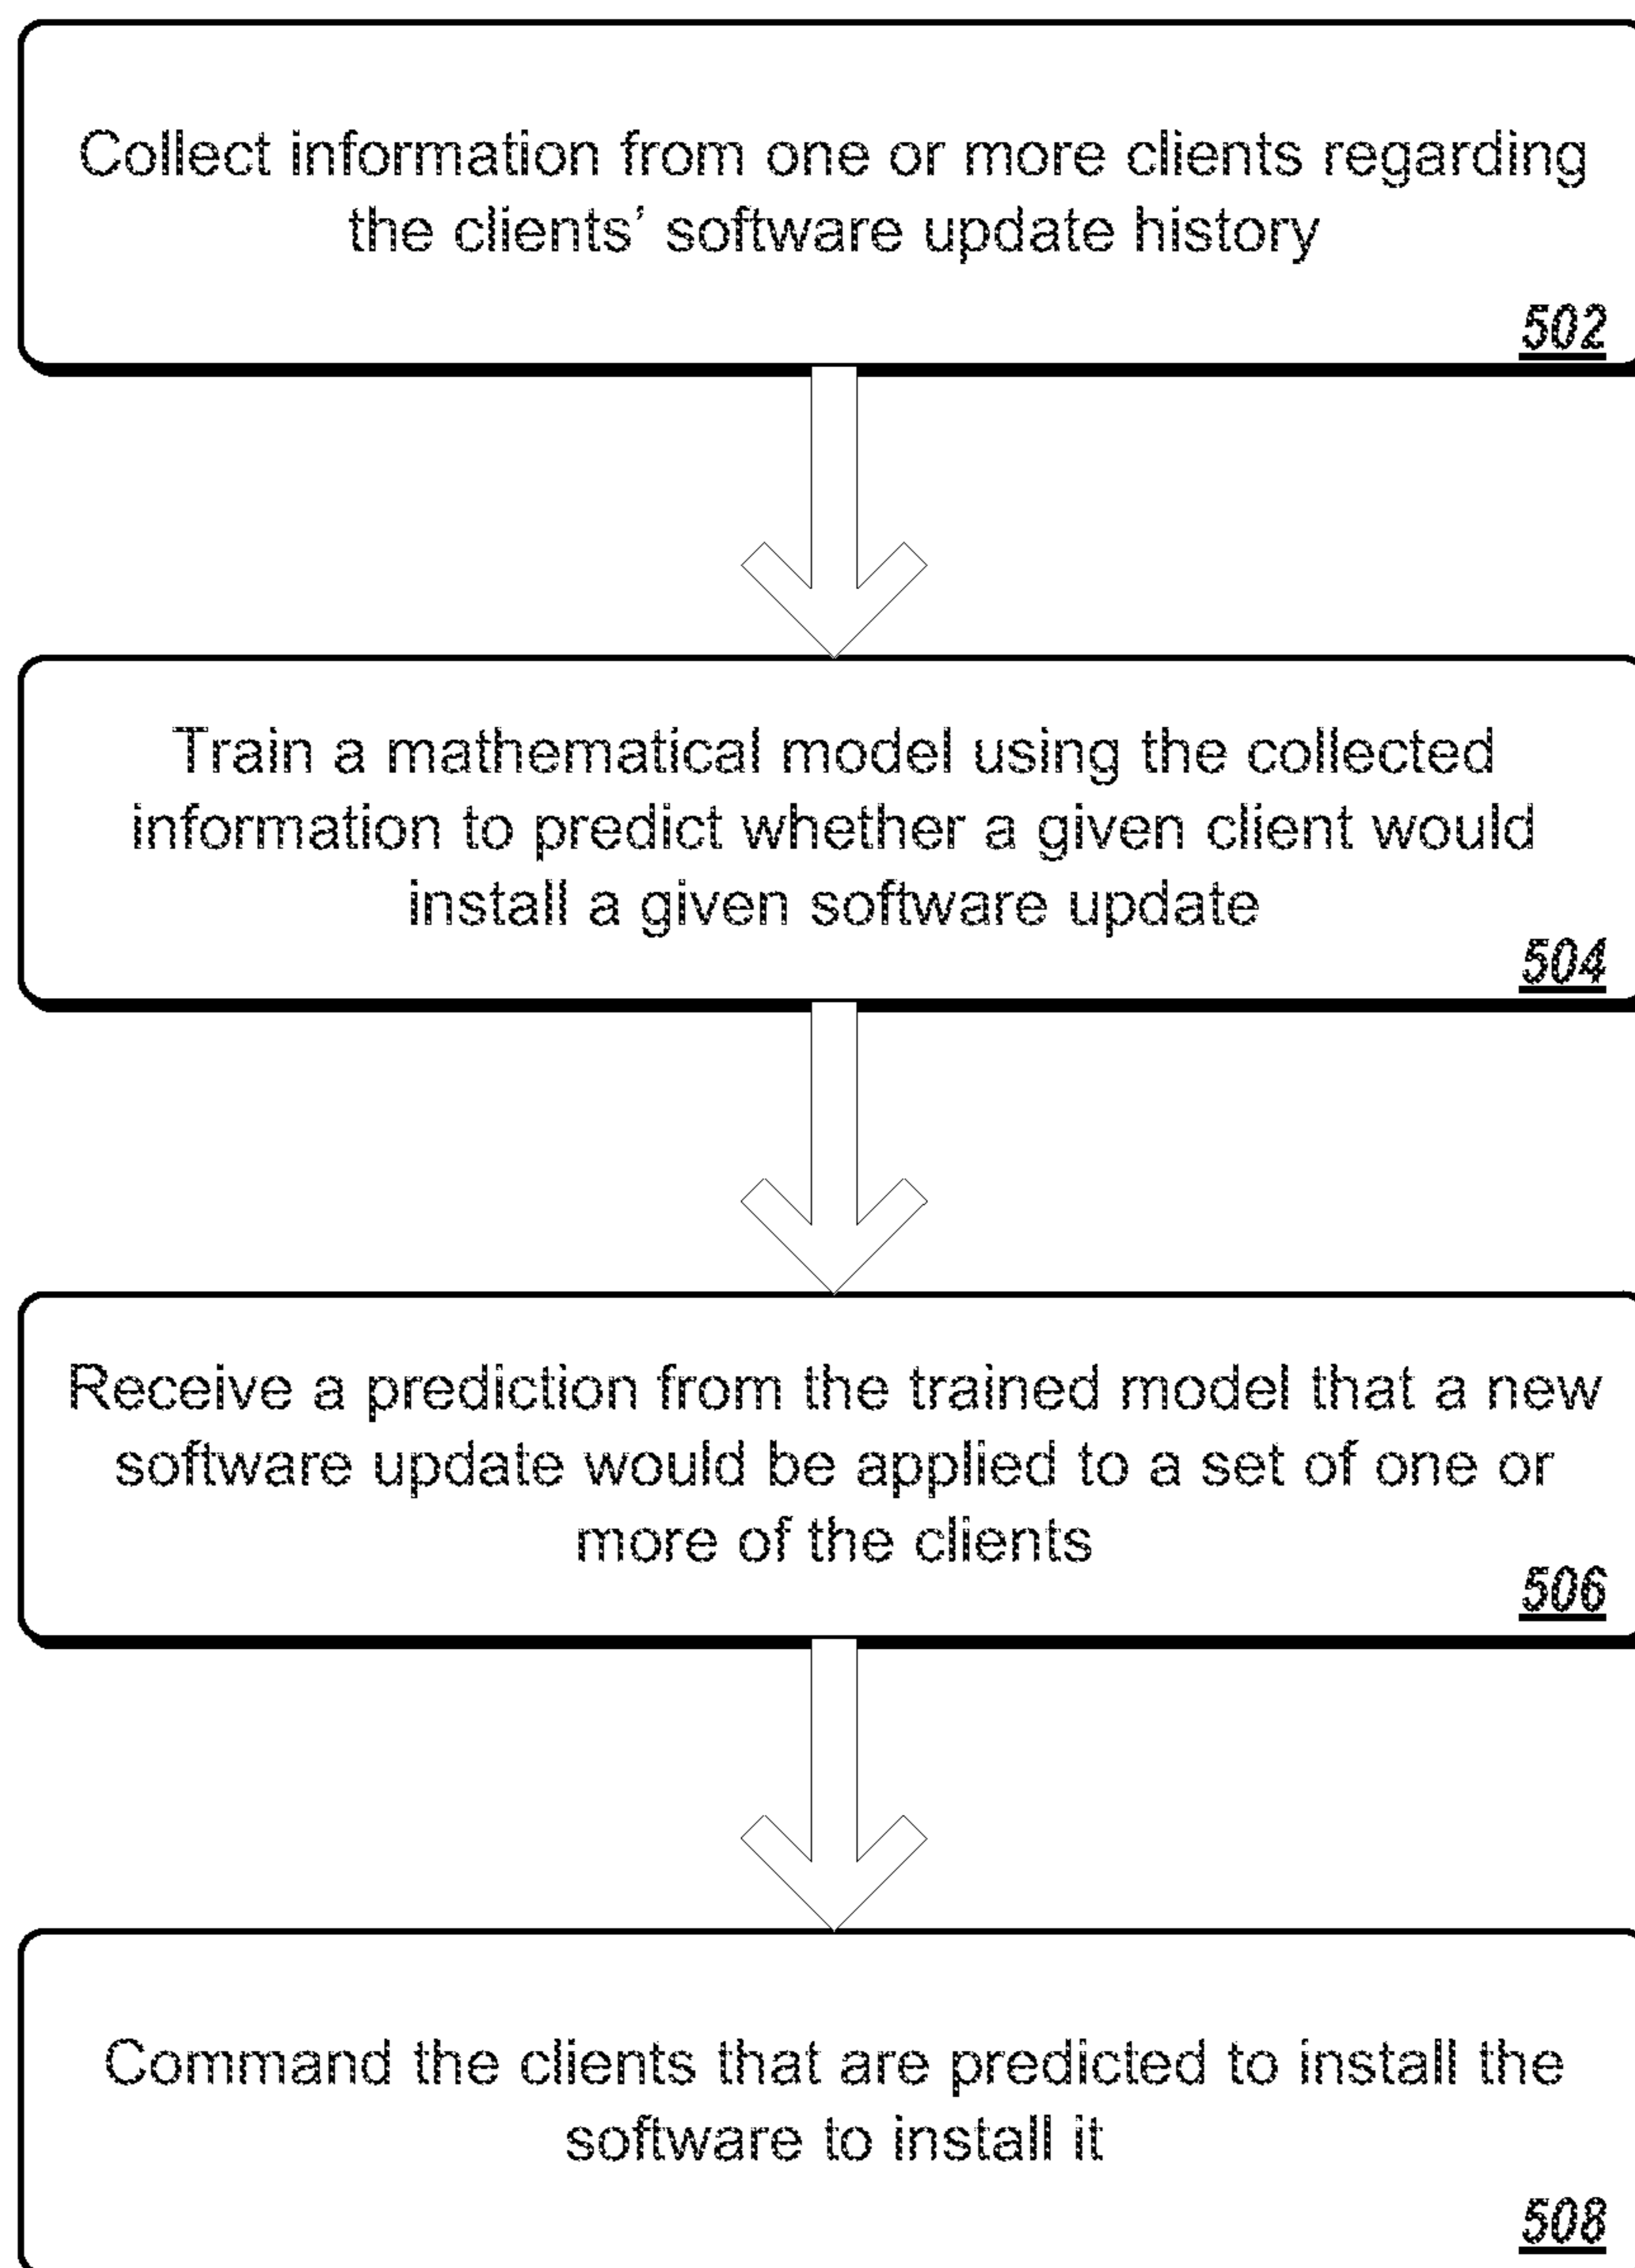 Collect information from one or more clients regarding
the clients’ software update history
502
Train a mathematical model using the collected
information to predict whether a given client would
install a given software update
504
Receive a prediction from the trained model that a new
software update would be applied to a set of one or
more of the clients
506
Command the clients that are predicted to install the
software to install it
508